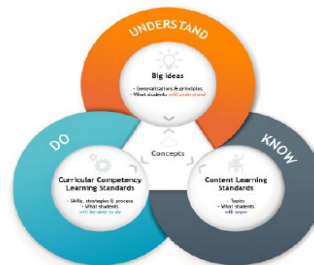 UNDERSTAND
Big Ideas
- Generalizations & principles
- What students will understand
DO
KNOW
Concepts
Curricular Competency
Learning Standards
- Skills, strategies & process
- What Students
will be able to do
Content Learning
Standards
- Topics
- What Students
will know